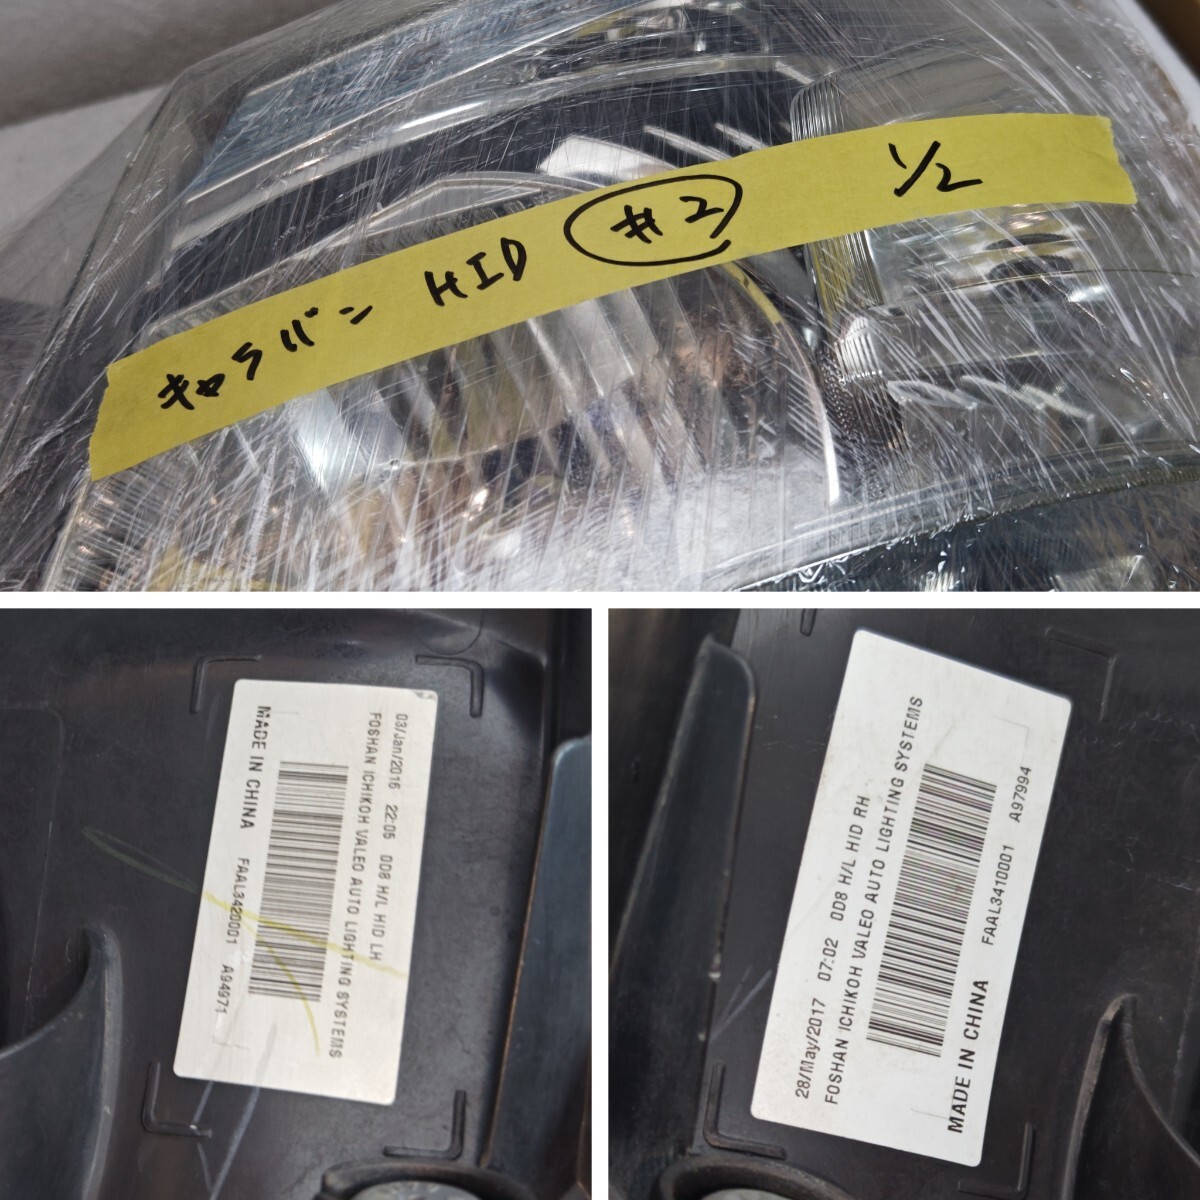 キャラバン HID #2 1/2
03/Jan/2016 22:05 0D8 H/L HID LH
FOSHAN ICHIKOH VALEO AUTO LIGHTING SYSTEMS
MADE IN CHINA FAAL3420001 A94971
28/May/2017 07:02 0D8 H/L HID RH
FOSHAN ICHIKOH VALEO AUTO LIGHTING SYSTEMS
MADE IN CHINA FAAL3410001 A97994